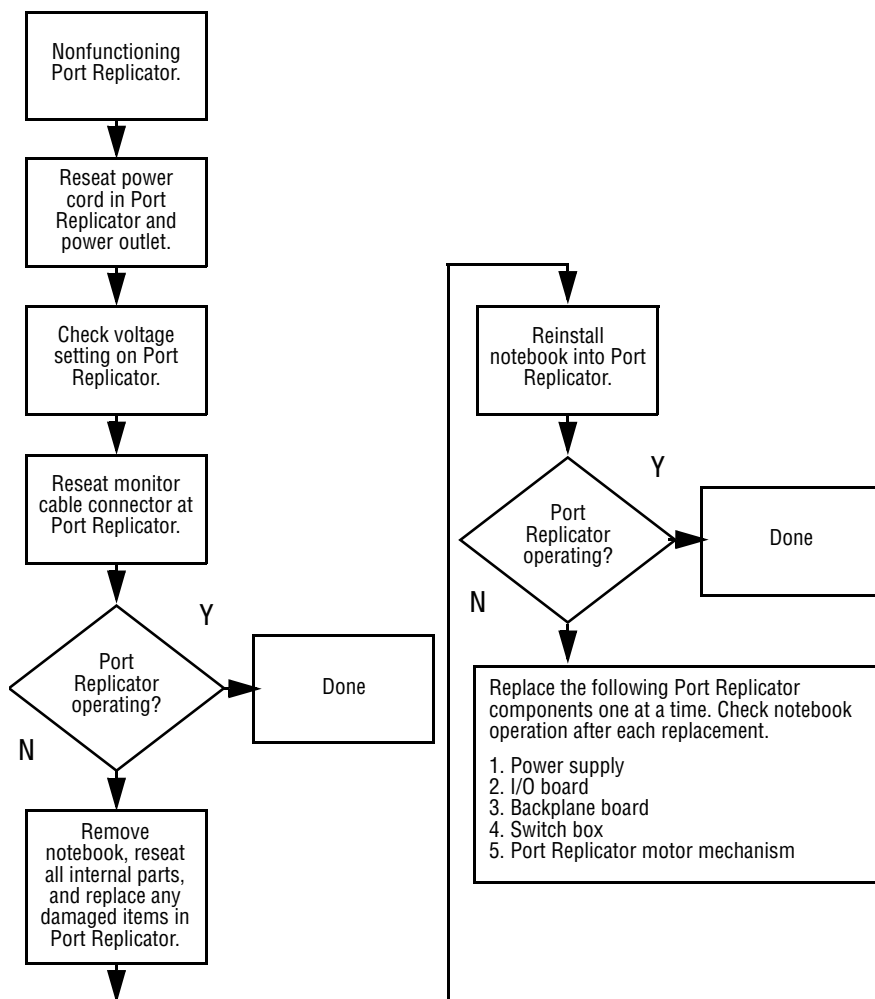 Nonfunctioning
Port Replicator.
Reseat power
cord in Port
Replicator and
power outlet.
Check voltage
setting on Port
Replicator.
Reseat monitor
cable connector at
Port Replicator.
Port
Replicator
operating?
Y
N
Done
Remove
notebook, reseat
all internal parts,
and replace any
damaged items in
Port Replicator.
Reinstall
notebook into Port
Replicator.
Port
Replicator
operating?
Y
N
Done
Replace the following Port Replicator
components one at a time. Check notebook
operation after each replacement.
1. Power supply
2. I/O board
3. Backplane board
4. Switch box
5. Port Replicator motor mechanism